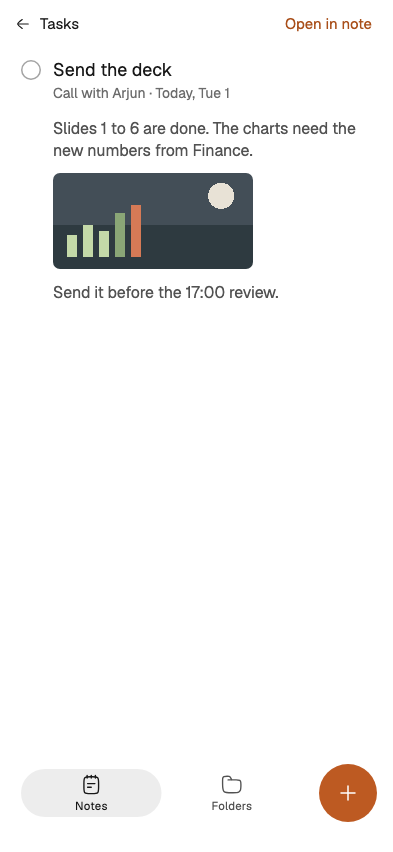 Tasks
Open in note
Send the deck
Call with Arjun · Today, Tue 1
Slides 1 to 6 are done. The charts need the
new numbers from Finance.
Send it before the 17:00 review.
Notes
Folders